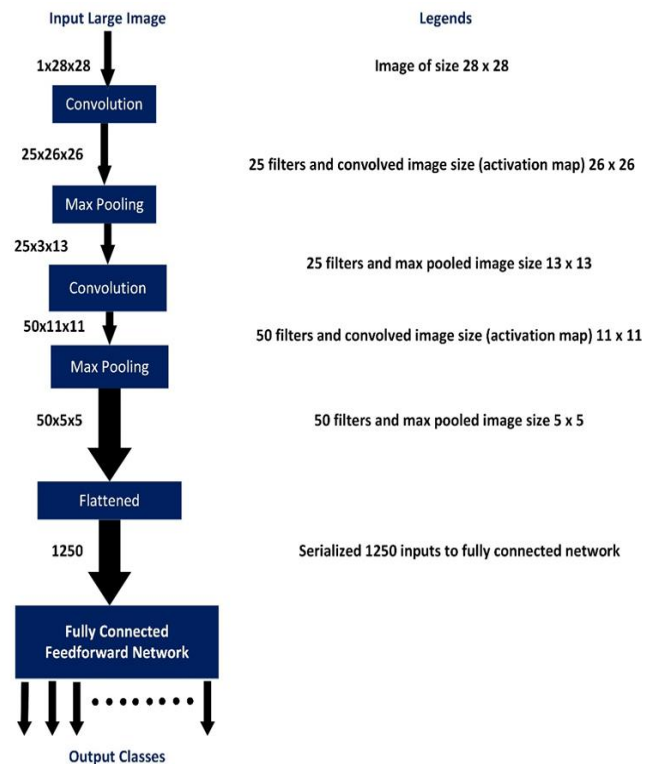 Input Large Image
Legends
1x28x28
Image of size 28 x 28
Convolution
25x26x26
25 filters and convolved image size (activation map) 26 x 26
Max Pooling
25x3x13
25 filters and max pooled image size 13 x 13
Convolution
50x11x11
50 filters and convolved image size (activation map) 11 x 11
Max Pooling
50x5x5
50 filters and max pooled image size 5 x 5
Flattened
1250
Serialized 1250 inputs to fully connected network
Fully Connected
Feedforward Network
Output Classes